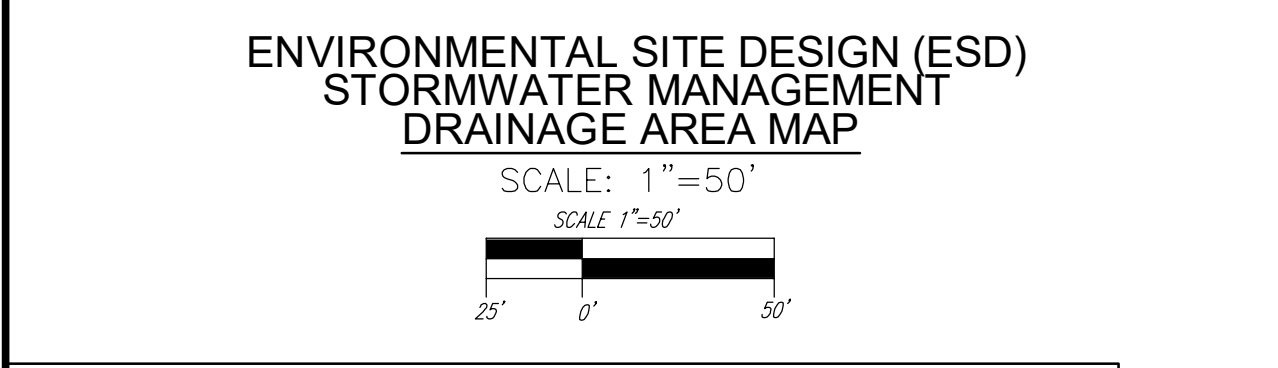 ENVIRONMENTAL SITE DESIGN (ESD)
STORMWATER MANAGEMENT
DRAINAGE AREA MAP
SCALE: 1"=50'
SCALE 1"=50'
25' 0' 50'